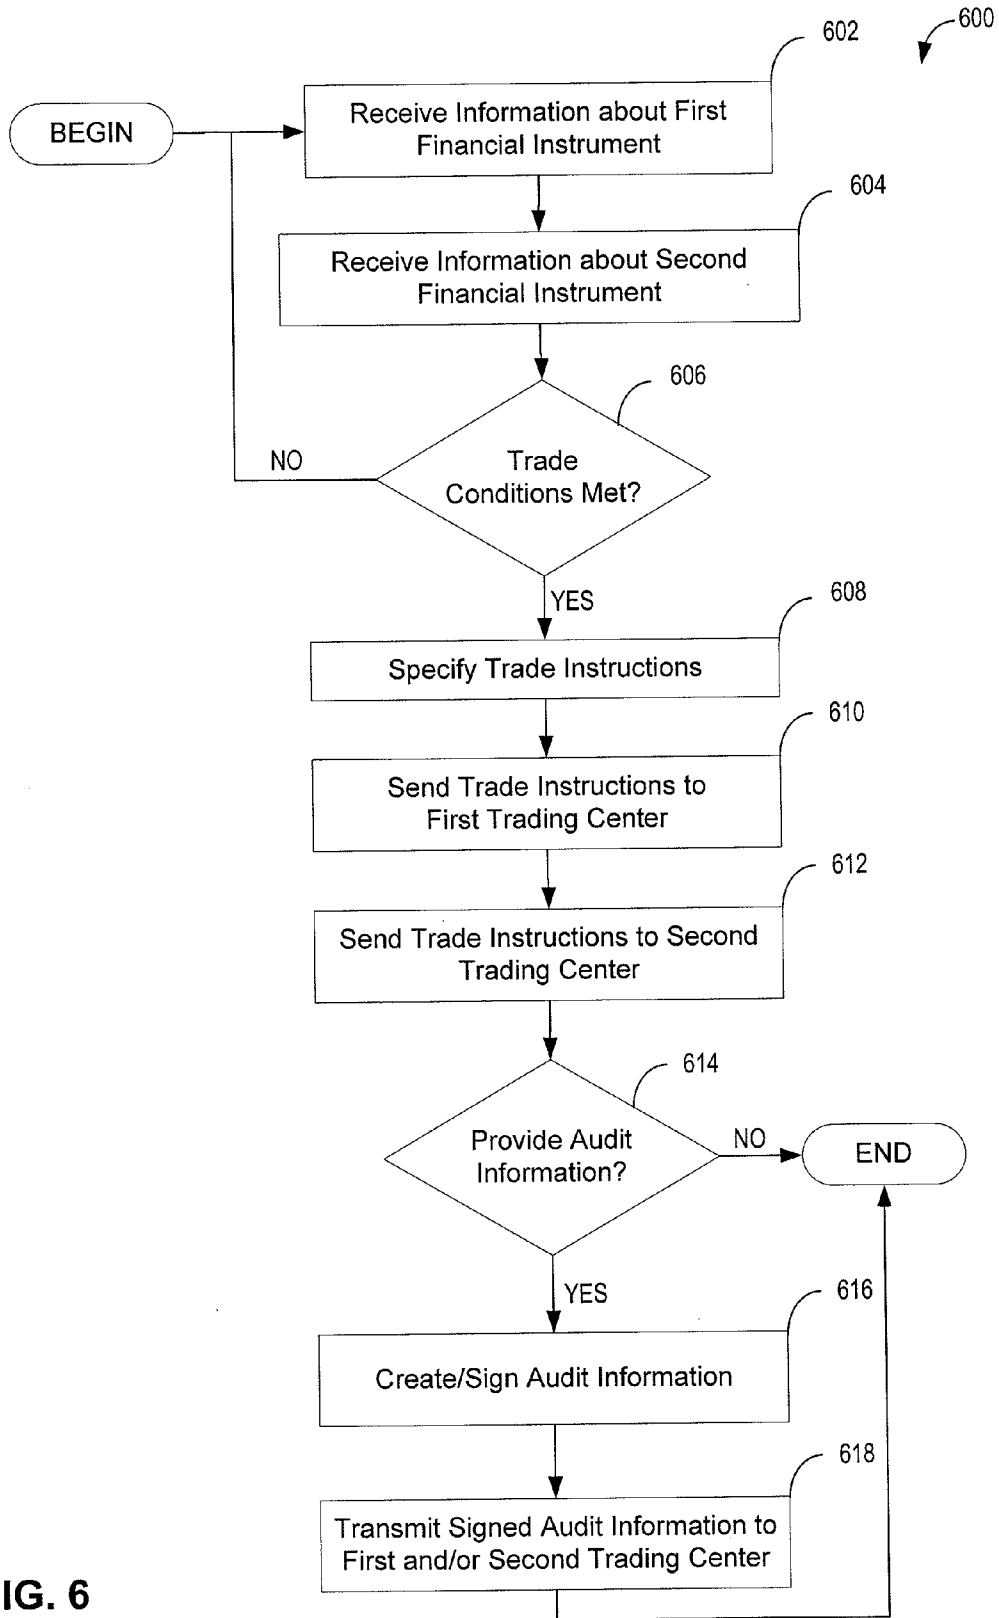 600
602
BEGIN
Receive Information about First
Financial Instrument
604
Receive Information about Second
Financial Instrument
606
Trade
Conditions Met?
NO
YES
608
Specify Trade Instructions
610
Send Trade Instructions to
First Trading Center
612
Send Trade Instructions to Second
Trading Center
614
Provide Audit
Information?
NO
END
YES
616
Create/Sign Audit Information
618
Transmit Signed Audit Information to
First and/or Second Trading Center
IG. 6